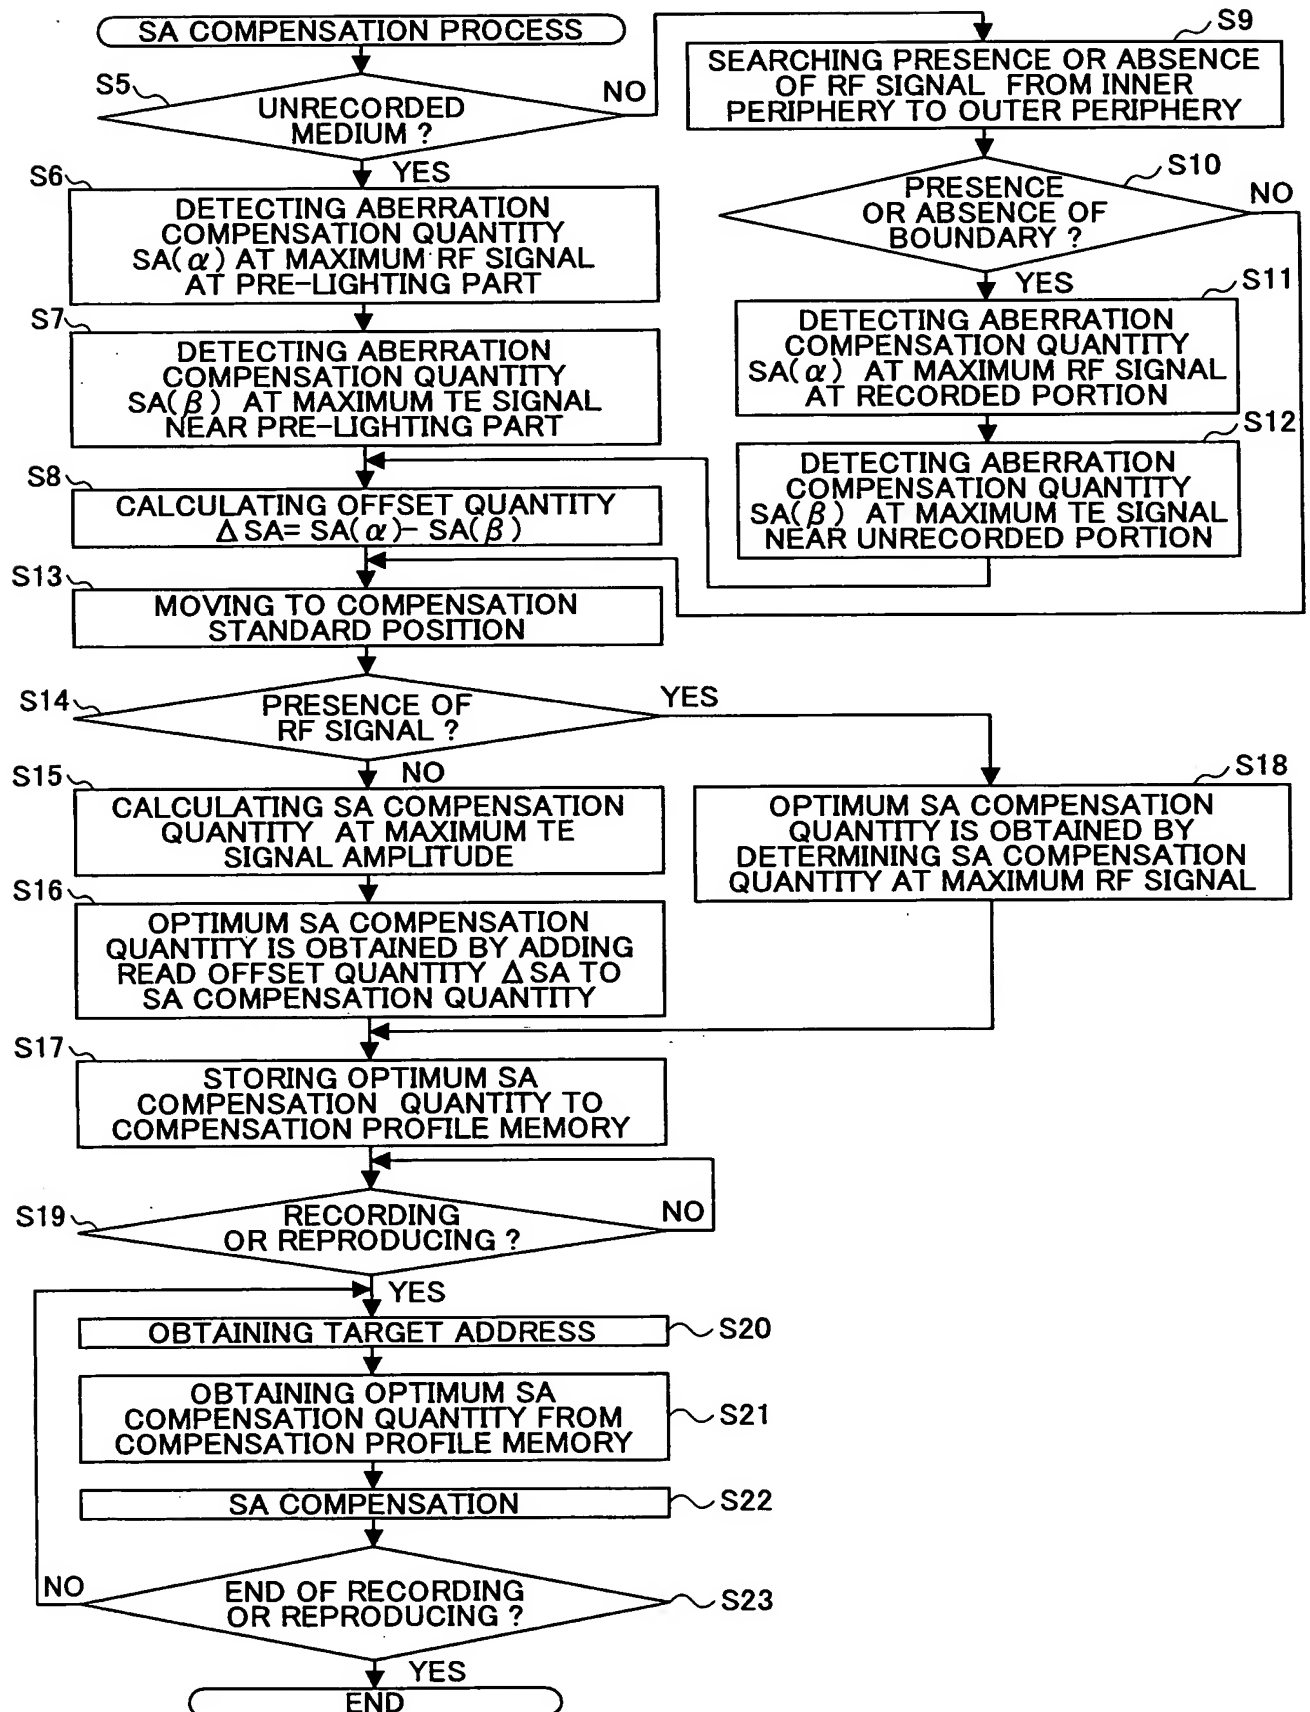 SA COMPENSATION PROCESS
S5
UNRECORDED
MEDIUM ?
NO
YES
S6
DETECTING ABERRATION
COMPENSATION QUANTITY
SA(α) AT MAXIMUM RF SIGNAL
AT PRE-LIGHTING PART
S7
DETECTING ABERRATION
COMPENSATION QUANTITY
SA(β) AT MAXIMUM TE SIGNAL
NEAR PRE-LIGHTING PART
S8
CALCULATING OFFSET QUANTITY
ΔSA= SA(α)- SA(β)
S9
SEARCHING PRESENCE OR ABSENCE
OF RF SIGNAL FROM INNER
PERIPHERY TO OUTER PERIPHERY
S10
PRESENCE
OR ABSENCE OF
BOUNDARY ?
NO
YES
S11
DETECTING ABERRATION
COMPENSATION QUANTITY
SA(α) AT MAXIMUM RF SIGNAL
AT RECORDED PORTION
S12
DETECTING ABERRATION
COMPENSATION QUANTITY
SA(β) AT MAXIMUM TE SIGNAL
NEAR UNRECORDED PORTION
S13
MOVING TO COMPENSATION
STANDARD POSITION
S14
PRESENCE OF
RF SIGNAL ?
YES
NO
S15
CALCULATING SA COMPENSATION
QUANTITY AT MAXIMUM TE
SIGNAL AMPLITUDE
S16
OPTIMUM SA COMPENSATION
QUANTITY IS OBTAINED BY ADDING
READ OFFSET QUANTITY ΔSA TO
SA COMPENSATION QUANTITY
S18
OPTIMUM SA COMPENSATION
QUANTITY IS OBTAINED BY
DETERMINING SA COMPENSATION
QUANTITY AT MAXIMUM RF SIGNAL
S17
STORING OPTIMUM SA
COMPENSATION QUANTITY TO
COMPENSATION PROFILE MEMORY
S19
RECORDING
OR REPRODUCING ?
NO
YES
OBTAINING TARGET ADDRESS
S20
OBTAINING OPTIMUM SA
COMPENSATION QUANTITY FROM
COMPENSATION PROFILE MEMORY
S21
SA COMPENSATION
S22
NO
END OF RECORDING
OR REPRODUCING ?
S23
YES
END